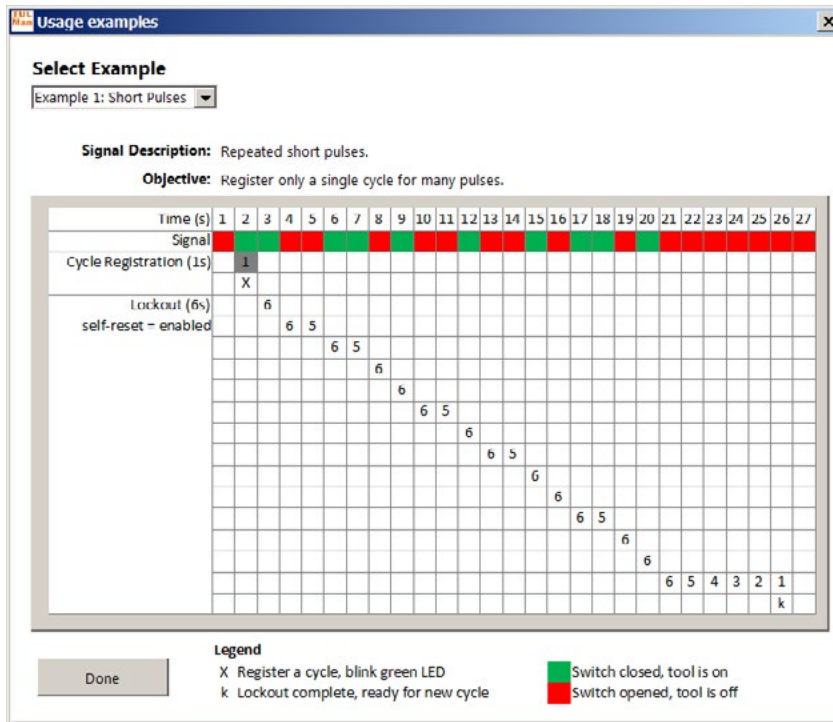 TUL
Man
Usage examples
Select Example
Example 1: Short Pulses
Signal Description: Repeated short pulses.
Objective: Register only a single cycle for many pulses.
Time (s) 1 2 3 4 5 6 7 8 9 10 11 12 13 14 15 16 17 18 19 20 21 22 23 24 25 26 27
Signal
Cycle Registration (1s) 1
X
Lockout (6s) 6
self-reset = enabled 6 5
6 5
6
6
6 5
6
6 5
6
6
6 5
6
6
6 5 4 3 2 1
k
Legend
X Register a cycle, blink green LED Switch closed, tool is on
k Lockout complete, ready for new cycle Switch opened, tool is off
Done